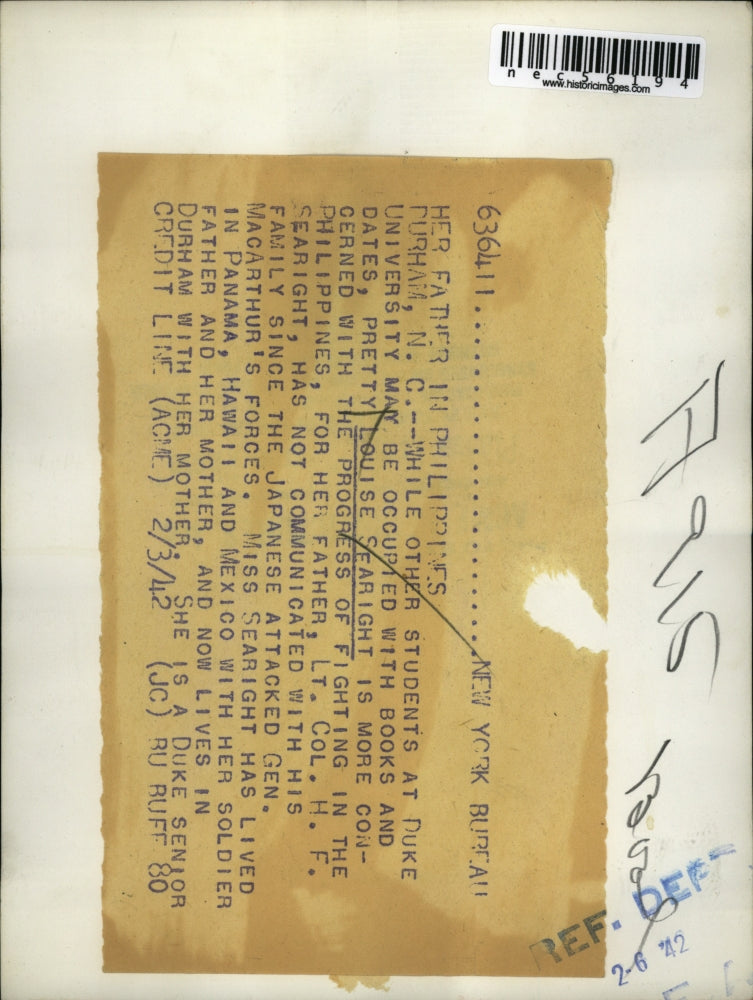 nec56194
www.historicimages.com
636411..............................NEW YORK BUREAU
HER FATHER IN PHILIPPINES
DURHAM, N. C.--WHILE OTHER STUDENTS AT DUKE
UNIVERSITY MAY BE OCCUPIED WITH BOOKS AND
DATES, PRETTY LOUISE SEARIGHT IS MORE CON-
CERNED WITH THE PROGRESS OF FIGHTING IN THE
PHILIPPINES, FOR HER FATHER, LT. COL. H. F.
SEARIGHT, HAS NOT COMMUNICATED WITH HIS
FAMILY SINCE THE JAPANESE ATTACKED GEN.
MACARTHUR'S FORCES. MISS SEARIGHT HAS LIVED
IN PANAMA, HAWAII AND MEXICO WITH HER SOLDIER
FATHER AND HER MOTHER, AND NOW LIVES IN
DURHAM WITH HER MOTHER. SHE IS A DUKE SENIOR
CREDIT LINE (ACME) 2/3/42 (JC) BU BUFF 80
REF. DEPT
2-6 '42